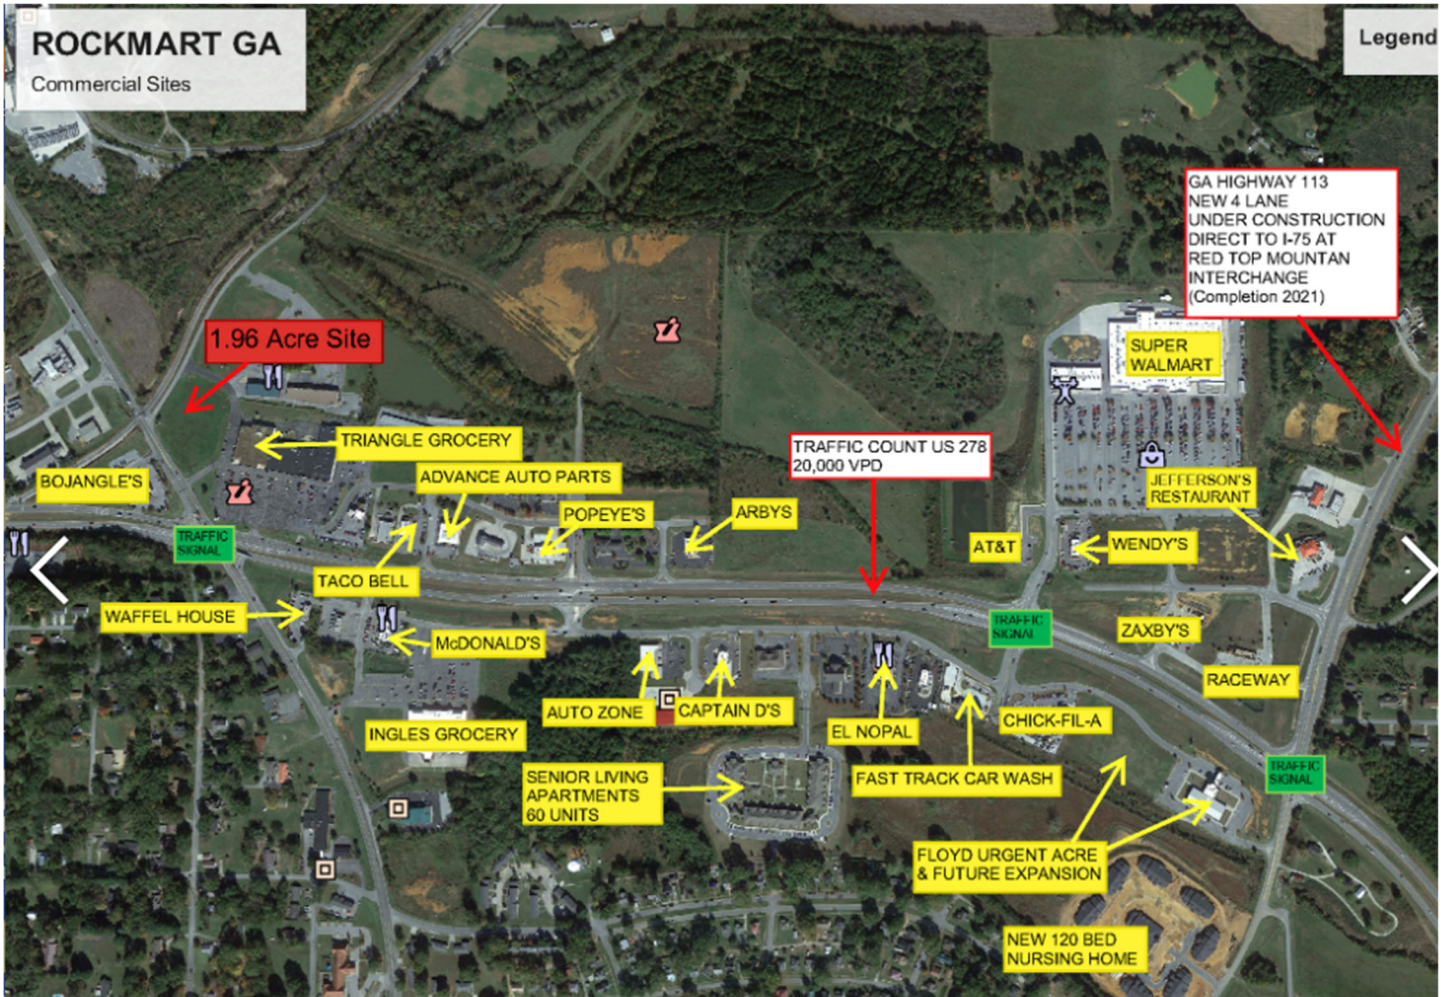 ROCKMART GA
Commercial Sites
Legend
GA HIGHWAY 113
NEW 4 LANE
UNDER CONSTRUCTION
DIRECT TO I-75 AT
RED TOP MOUNTAN
INTERCHANGE
(Completion 2021)
1.96 Acre Site
SUPER
WALMART
TRIANGLE GROCERY
TRAFFIC COUNT US 278
20,000 VPD
ADVANCE AUTO PARTS
BOJANGLE'S
JEFFERSON'S
RESTAURANT
POPEYE'S
ARBYS
TRAFFIC
SIGNAL
AT&T
WENDY'S
TACO BELL
WAFFEL HOUSE
McDONALD'S
TRAFFIC
SIGNAL
ZAXBY'S
RACEWAY
AUTO ZONE
CAPTAIN D'S
CHICK-FIL-A
INGLES GROCERY
EL NOPAL
SENIOR LIVING
APARTMENTS
60 UNITS
FAST TRACK CAR WASH
TRAFFIC
SIGNAL
FLOYD URGENT ACRE
& FUTURE EXPANSION
NEW 120 BED
NURSING HOME